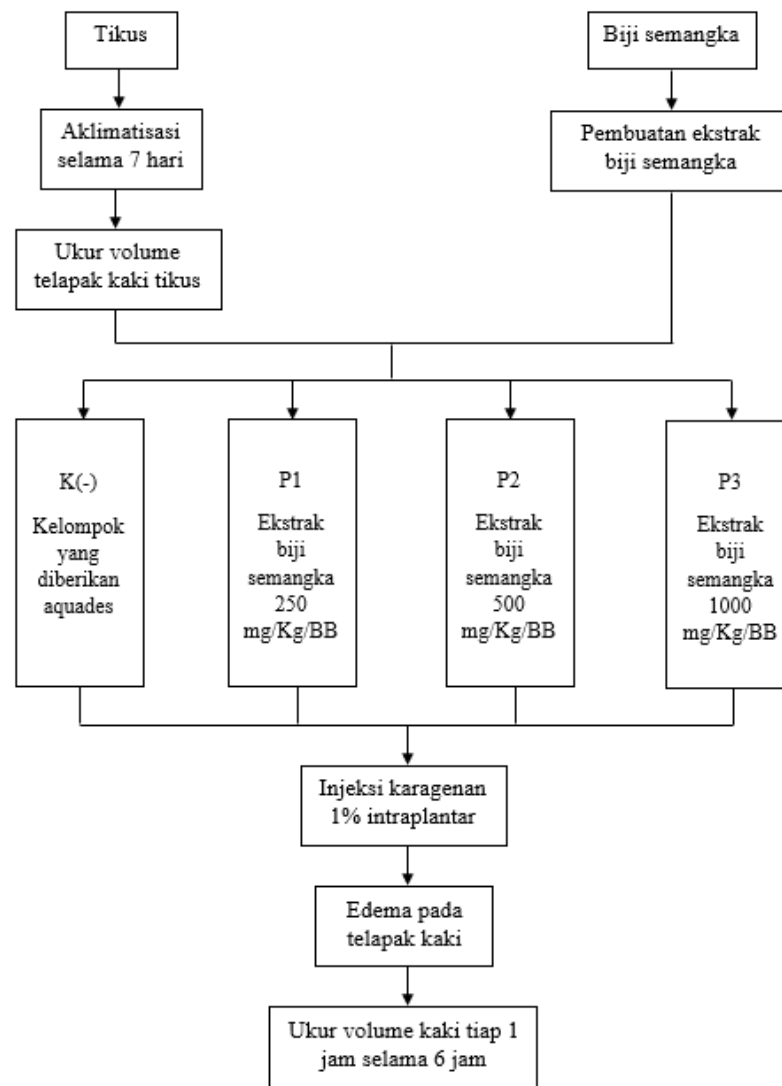 Tikus
Biji semangka
Aklimatisasi
selama 7 hari
Pembuatan ekstrak
biji semangka
Ukur volume
telapak kaki tikus
K(-)
Kelompok
yang
diberikan
aquades
P1
Ekstrak
biji
semangka
250
mg/Kg/BB
P2
Ekstrak
biji
semangka
500
mg/Kg/BB
P3
Ekstrak
biji
semangka
1000
mg/Kg/BB
Injeksi karagenan
1% intraplantar
Edema pada
telapak kaki
Ukur volume kaki tiap 1
jam selama 6 jam